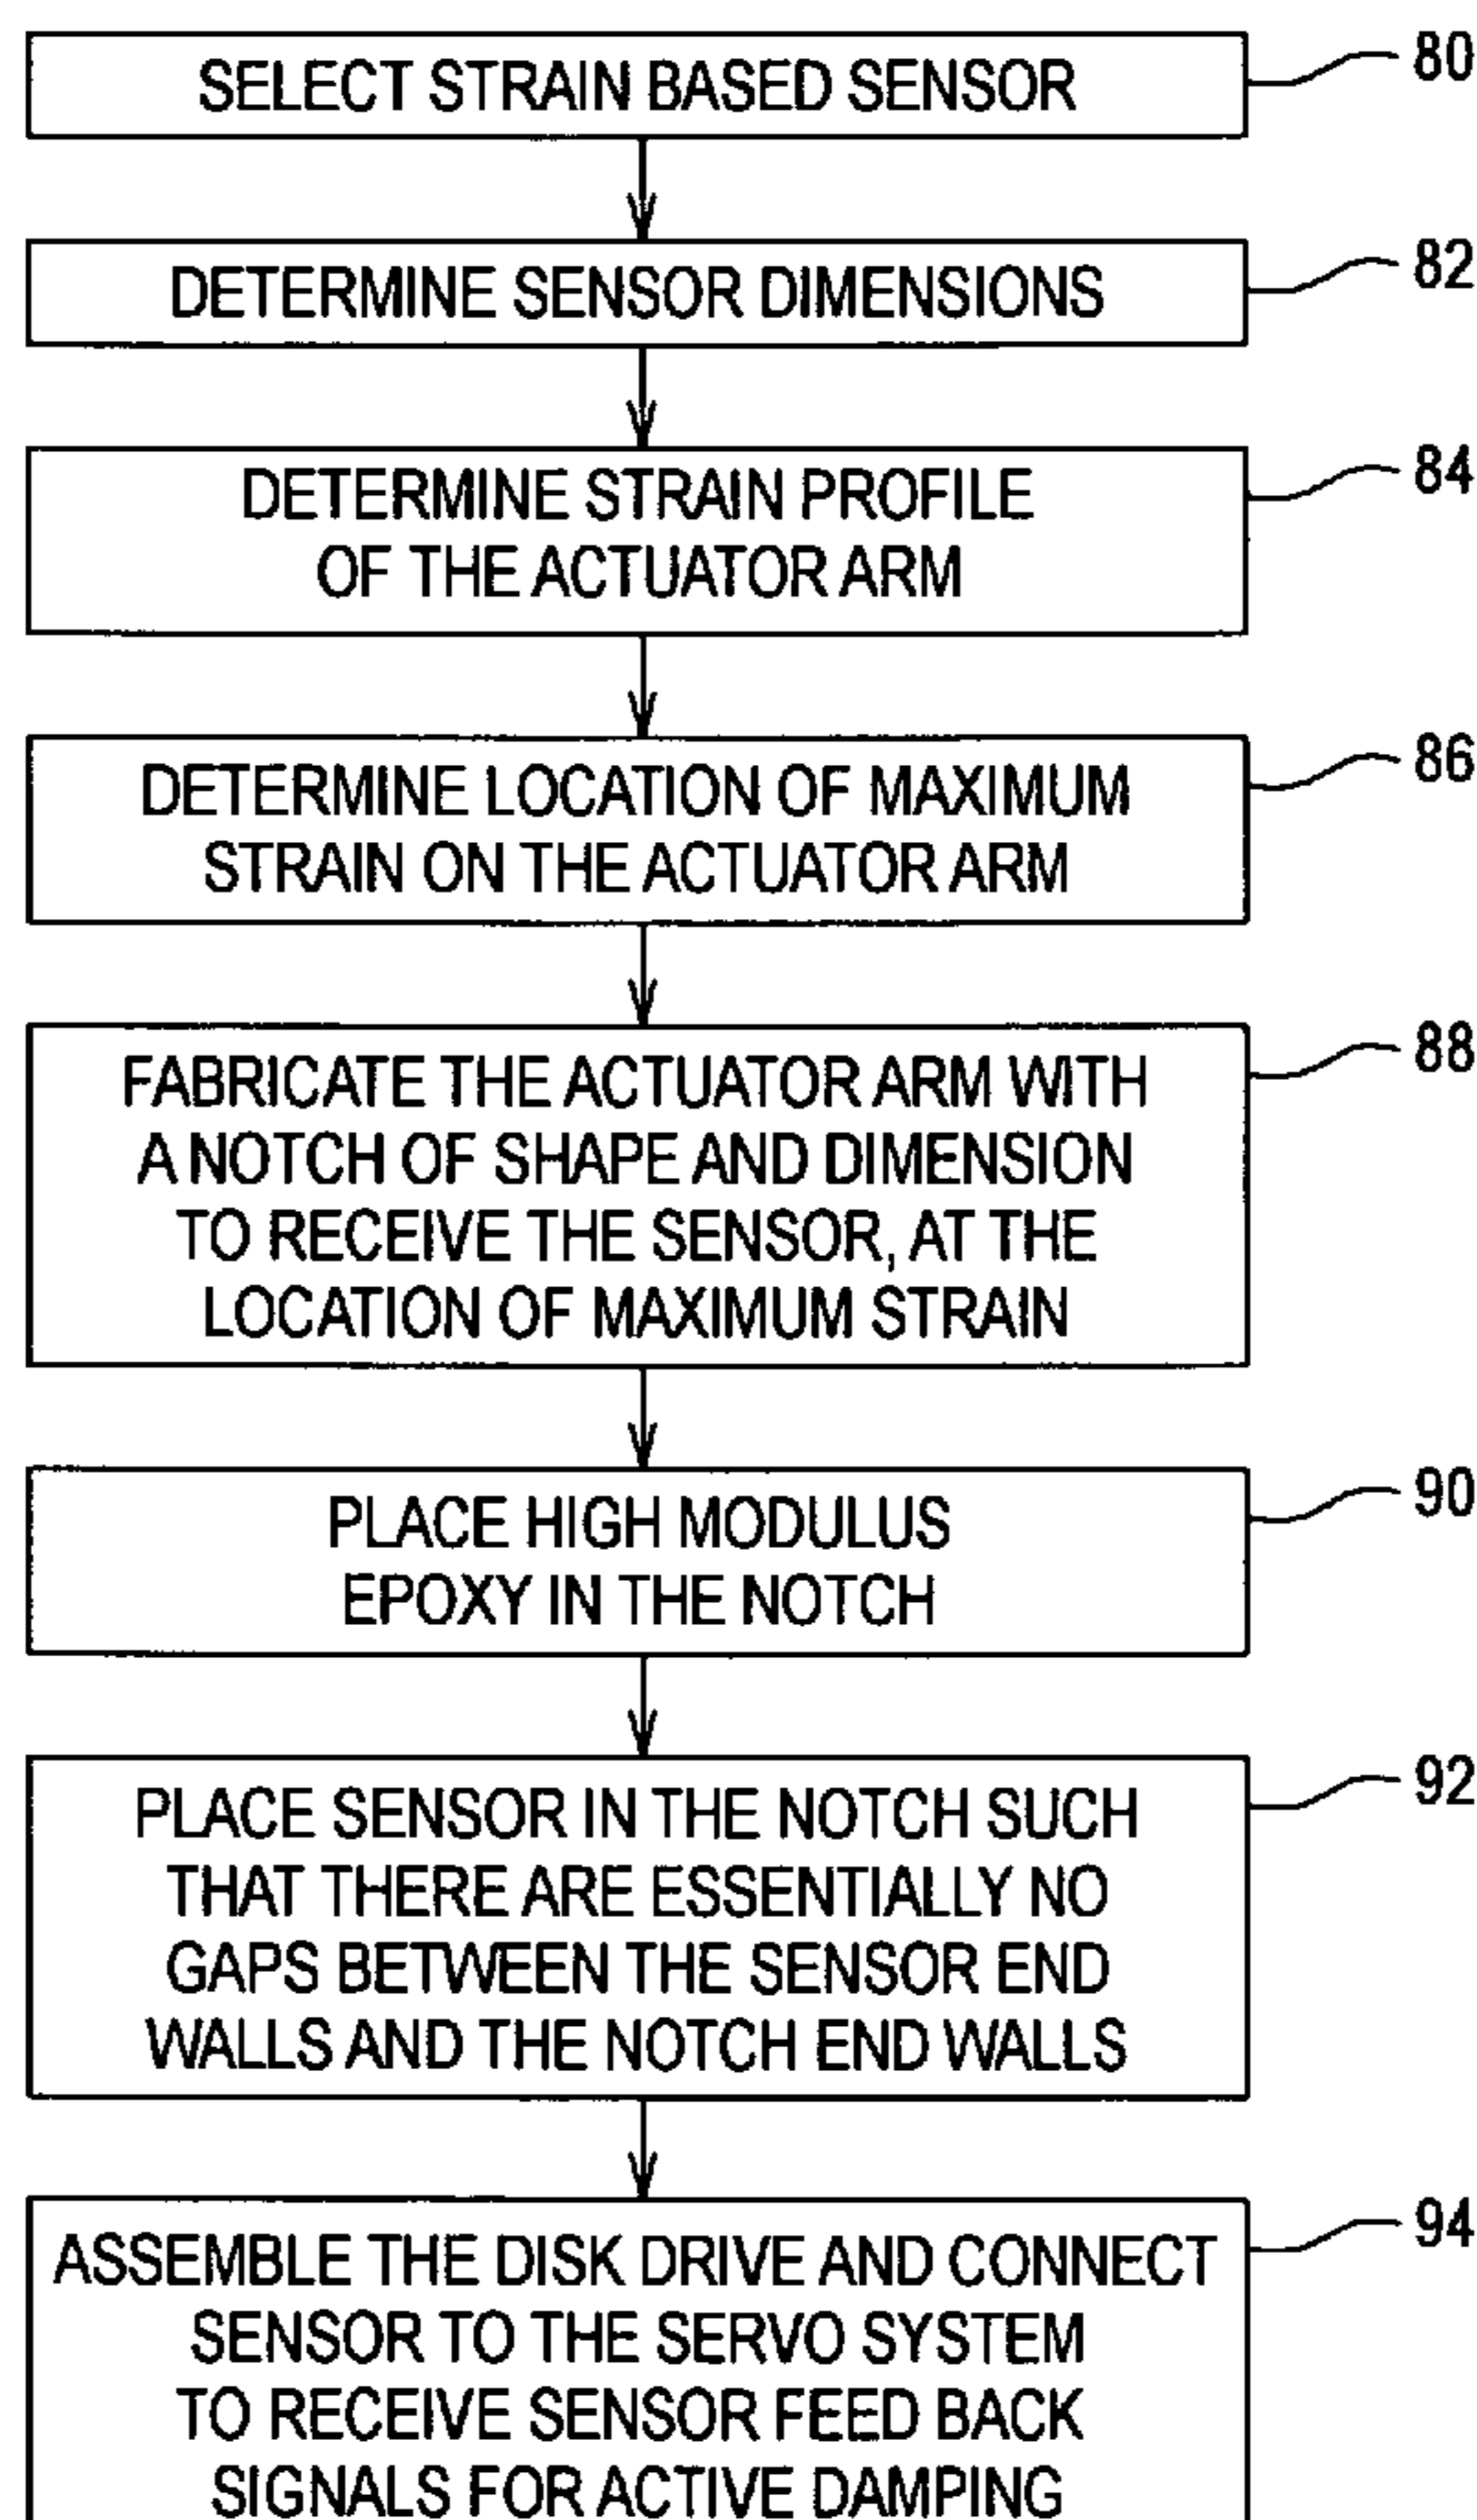 SELECT STRAIN BASED SENSOR
80
DETERMINE SENSOR DIMENSIONS
82
DETERMINE STRAIN PROFILE
OF THE ACTUATOR ARM
84
DETERMINE LOCATION OF MAXIMUM
STRAIN ON THE ACTUATOR ARM
86
FABRICATE THE ACTUATOR ARM WITH
A NOTCH OF SHAPE AND DIMENSION
TO RECEIVE THE SENSOR, AT THE
LOCATION OF MAXIMUM STRAIN
88
PLACE HIGH MODULUS
EPOXY IN THE NOTCH
90
PLACE SENSOR IN THE NOTCH SUCH
THAT THERE ARE ESSENTIALLY NO
GAPS BETWEEN THE SENSOR END
WALLS AND THE NOTCH END WALLS
92
ASSEMBLE THE DISK DRIVE AND CONNECT
SENSOR TO THE SERVO SYSTEM
TO RECEIVE SENSOR FEED BACK
SIGNALS FOR ACTIVE DAMPING
94